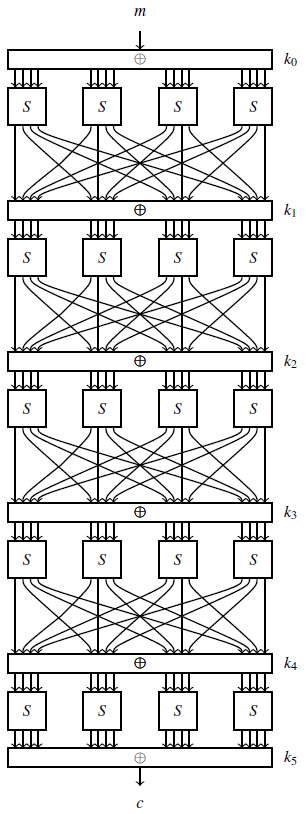 m
⊕ k₀
S S S S
⊕ k₁
S S S S
⊕ k₂
S S S S
⊕ k₃
S S S S
⊕ k₄
S S S S
⊕ k₅
c